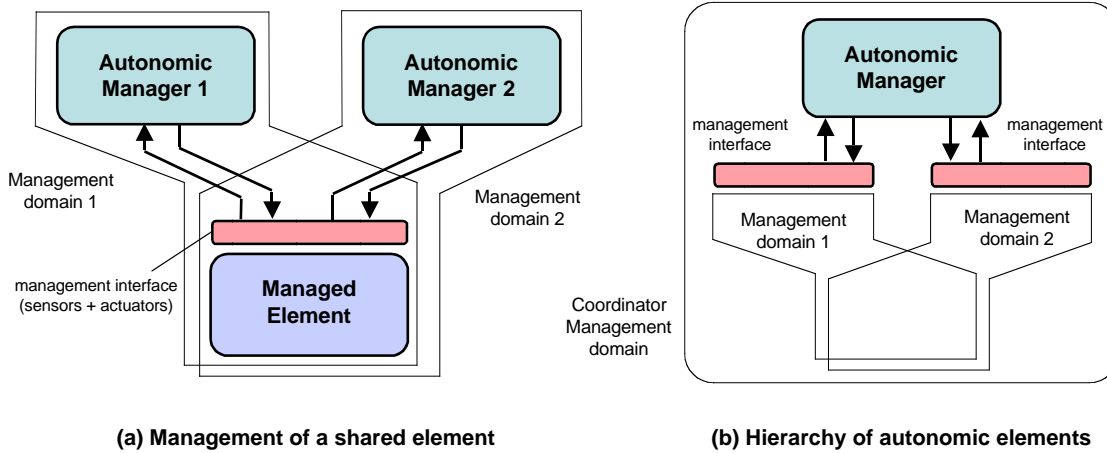 Autonomic
Manager 1
Autonomic
Manager 2
Management
domain 1
Management
domain 2
management interface
(sensors + actuators)
Managed
Element
(a) Management of a shared element
Autonomic
Manager
management
interface
management
interface
Management
domain 1
Management
domain 2
Coordinator
Management
domain
(b) Hierarchy of autonomic elements